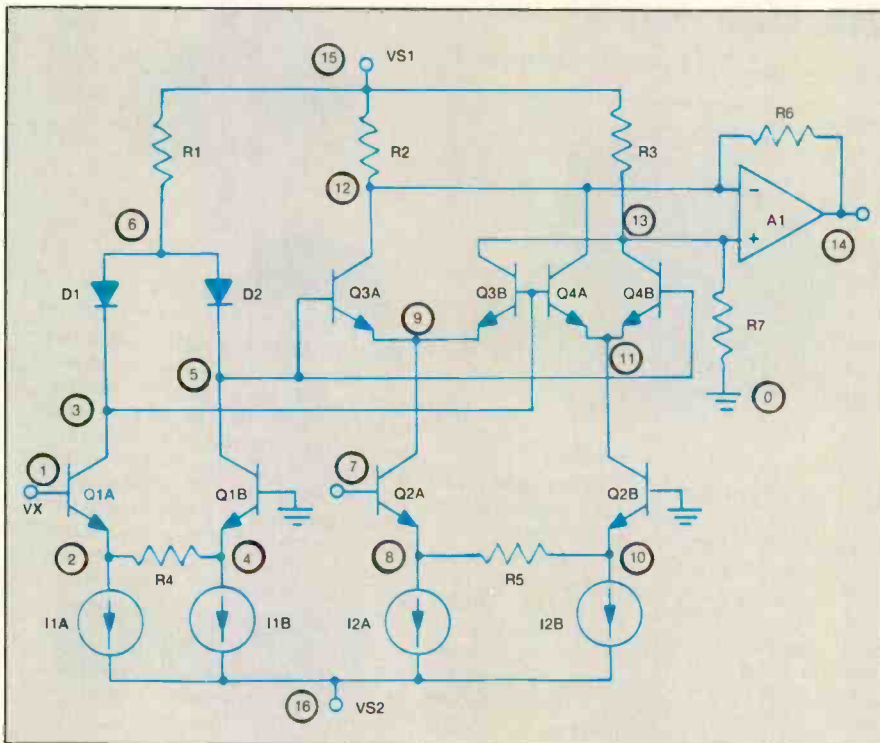 15 VS1
R1 R2 R3 R6
12
13
6
A1
14
D1 D2 Q3A Q3B Q4A Q4B
R7
9
11
5
0
3
1 7
VX Q1A Q1B Q2A Q2B
2 R4 4 8 R5 10
I1A I1B I2A I2B
16 VS2
- +